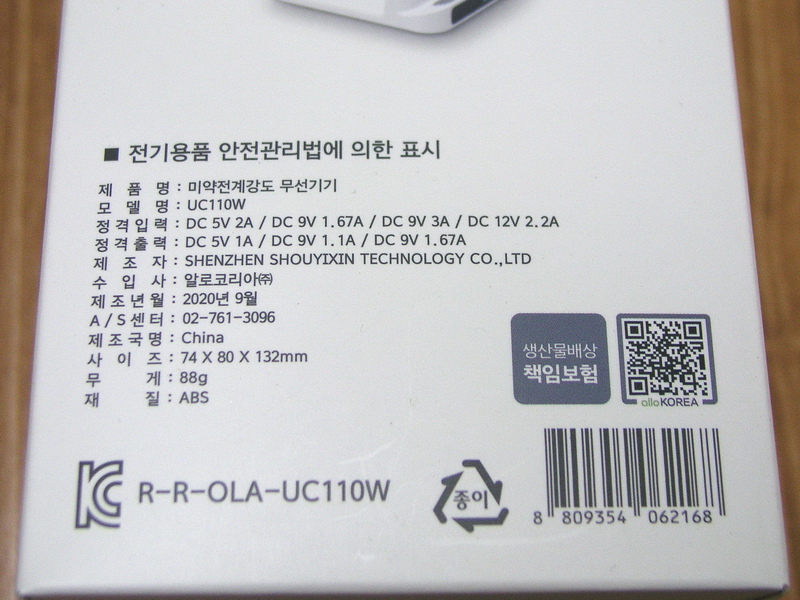 ■ 전기용품 안전관리법에 의한 표시
제 품 명 : 미약전계강도 무선기기
모 델 명 : UC110W
정격입력 : DC 5V 2A / DC 9V 1.67A / DC 9V 3A / DC 12V 2.2A
정격출력 : DC 5V 1A / DC 9V 1.1A / DC 9V 1.67A
제 조 자 : SHENZHEN SHOUYIXIN TECHNOLOGY CO.,LTD
수 입 사 : 알로코리아㈜
제조년월 : 2020년 9월
A/S센터 : 02-761-3096
제조국명 : China
사 이 즈 : 74 X 80 X 132mm
무 게 : 88g
재 질 : ABS
생산물배상
책임보험
alloKOREA
R-R-OLA-UC110W
종이
8 809354 062168